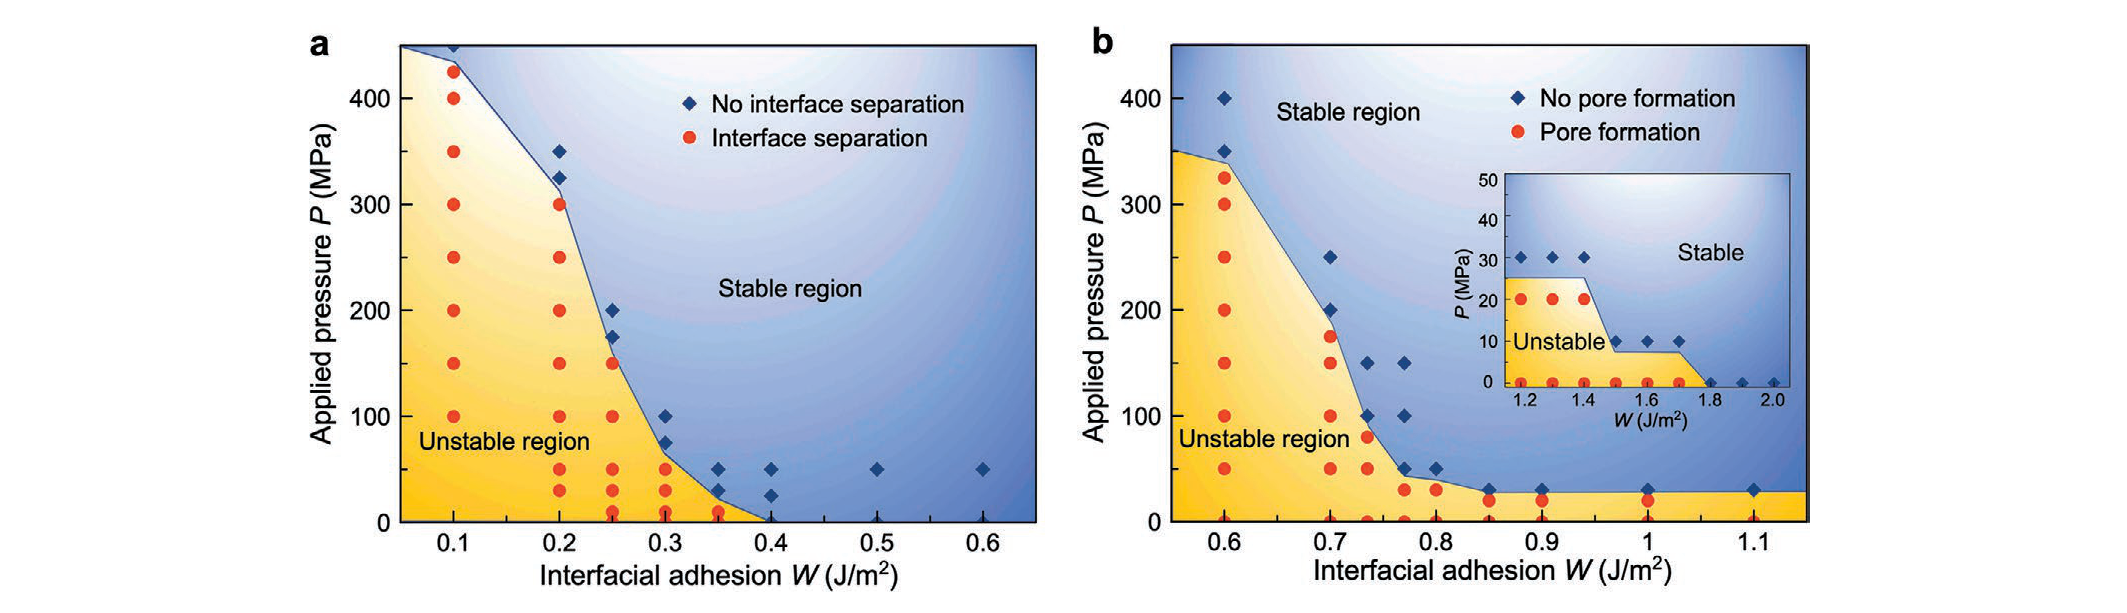 a
No interface separation
Interface separation
Stable region
Unstable region
400
300
200
100
0
0.1 0.2 0.3 0.4 0.5 0.6
Applied pressure P (MPa)
Interfacial adhesion W (J/m²)
b
Stable region
No pore formation
Pore formation
Unstable region
400
300
200
100
0
0.6 0.7 0.8 0.9 1 1.1
Applied pressure P (MPa)
Interfacial adhesion W (J/m²)
50
40
30
20
10
0
Stable
Unstable
1.2 1.4 1.6 1.8 2.0
P (MPa)
W (J/m²)